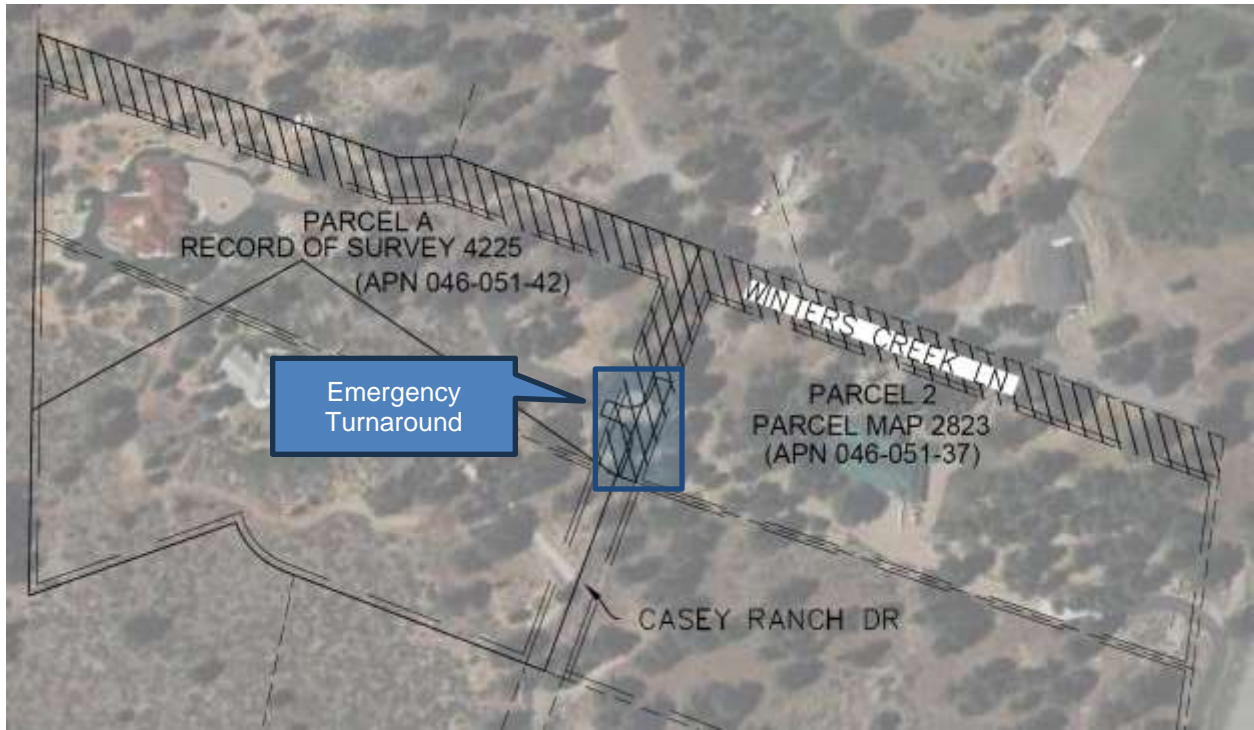 PARCEL A
RECORD OF SURVEY 4225
(APN 046-051-42)
WINTERS CREEK LN
Emergency
Turnaround
PARCEL 2
PARCEL MAP 2823
(APN 046-051-37)
CASEY RANCH DR